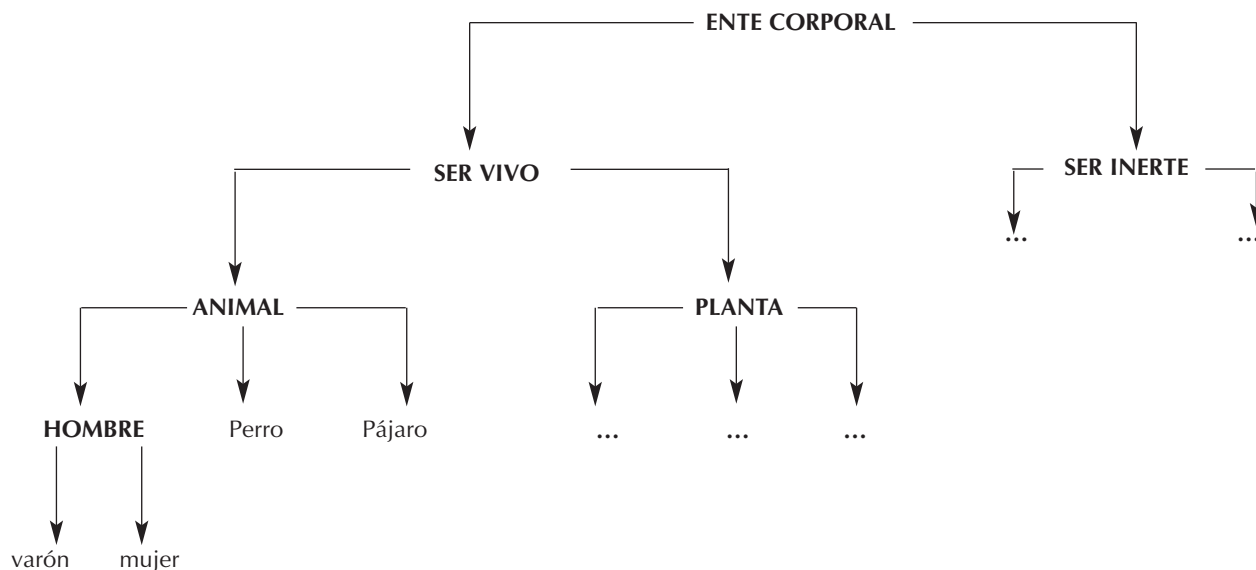 ENTE CORPORAL
SER VIVO
SER INERTE
...
...
ANIMAL
PLANTA
HOMBRE
Perro
Pájaro
...
...
...
varón
mujer